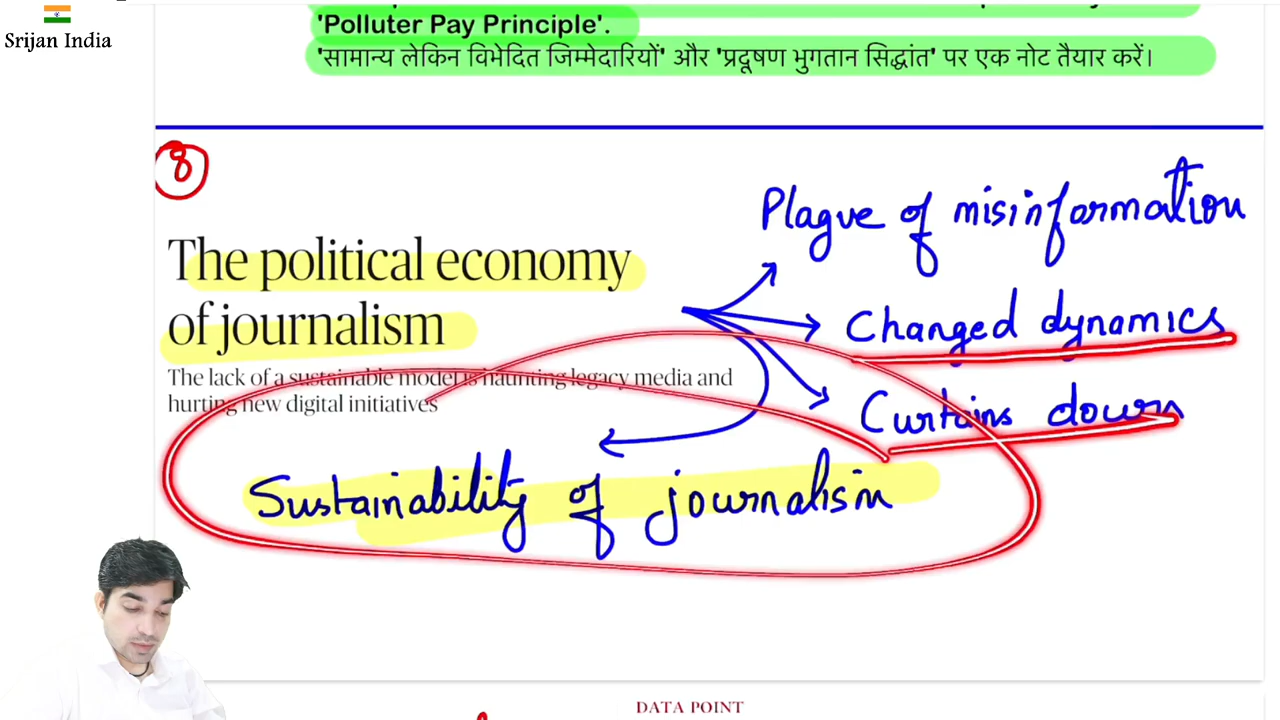 Srijan India
'Polluter Pay Principle'.
'सामान्य लेकिन विभेदित जिम्मेदारियों' और 'प्रदूषण भुगतान सिद्धांत' पर एक नोट तैयार करें।
8
The political economy
of journalism
The lack of a sustainable model is haunting legacy media and
hurting new digital initiatives
Plague of misinformation
Changed dynamics
Curtains down
Sustainability of journalism
DATA POINT